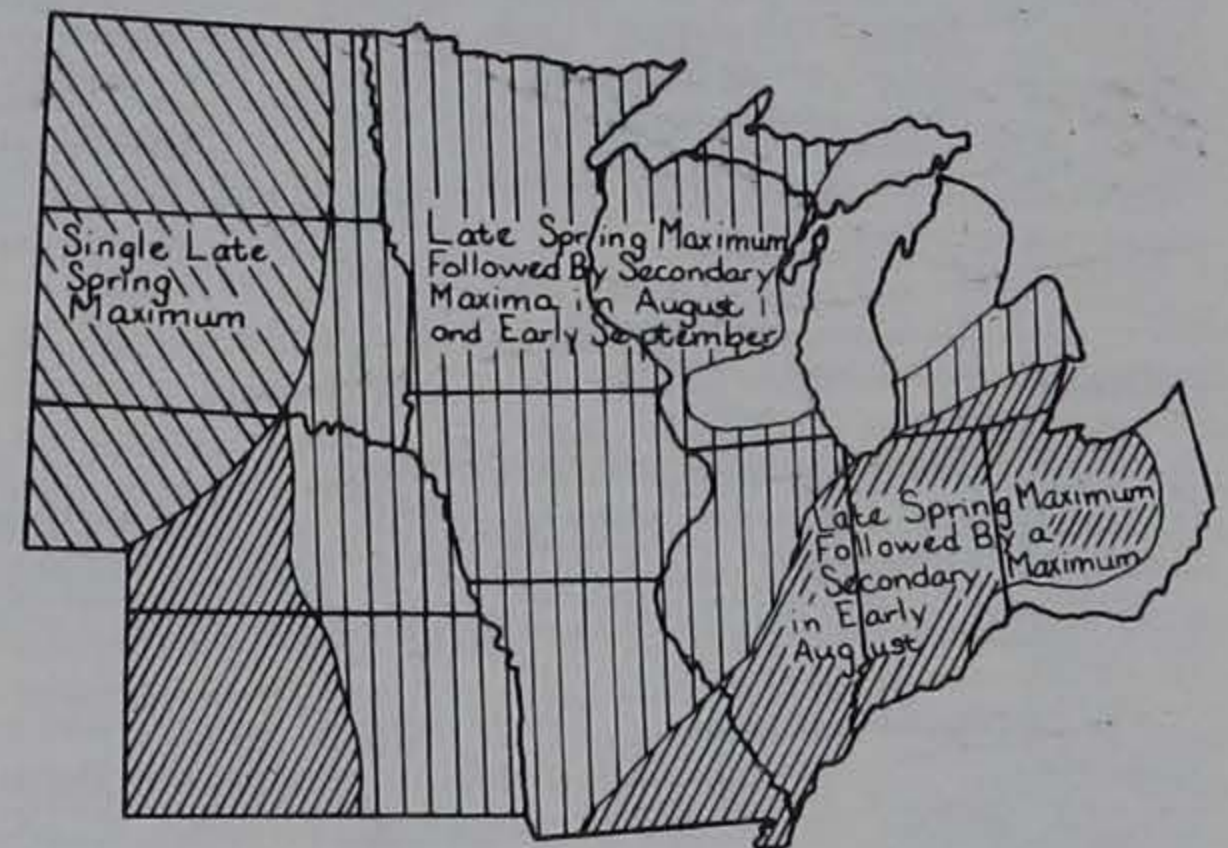 Single Late
Spring
Maximum
Late Spring Maximum
Followed By Secondary
Maxima in August
and Early September
Late Spring Maximum
Followed By a
Secondary Maximum
in Early
August